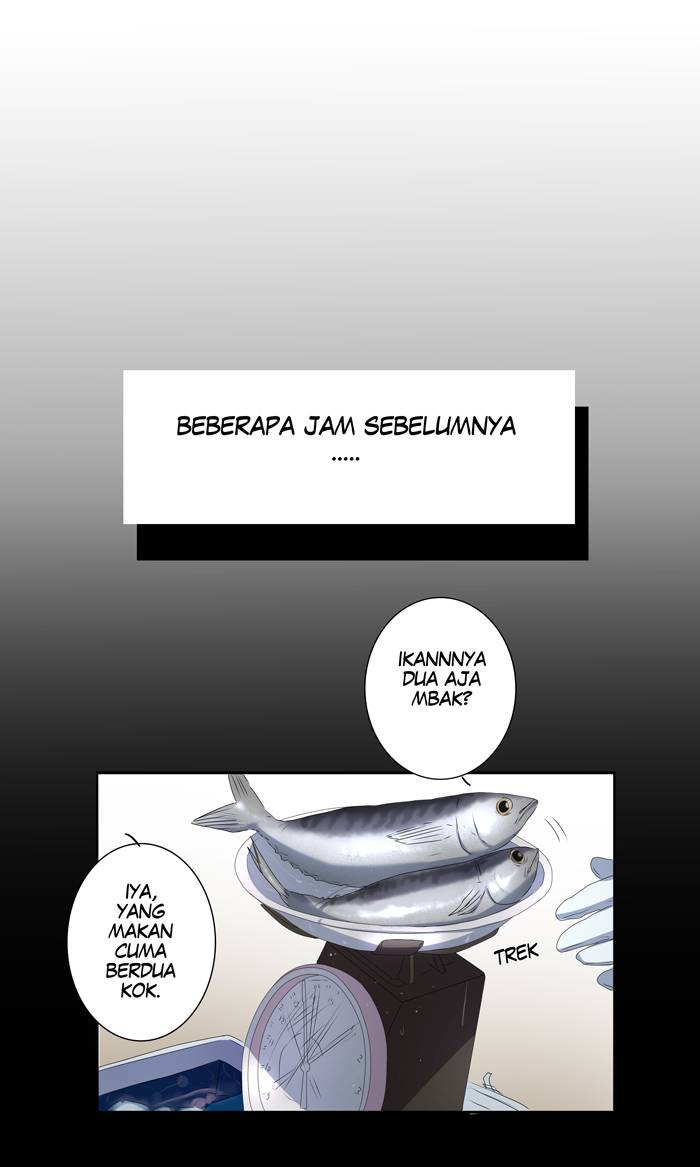 BEBERAPA JAM SEBELUMNYA
.....
IKANNNYA
DUA AJA
MBAK?
IYA,
YANG
MAKAN
CUMA
BERDUA
KOK.
TREK